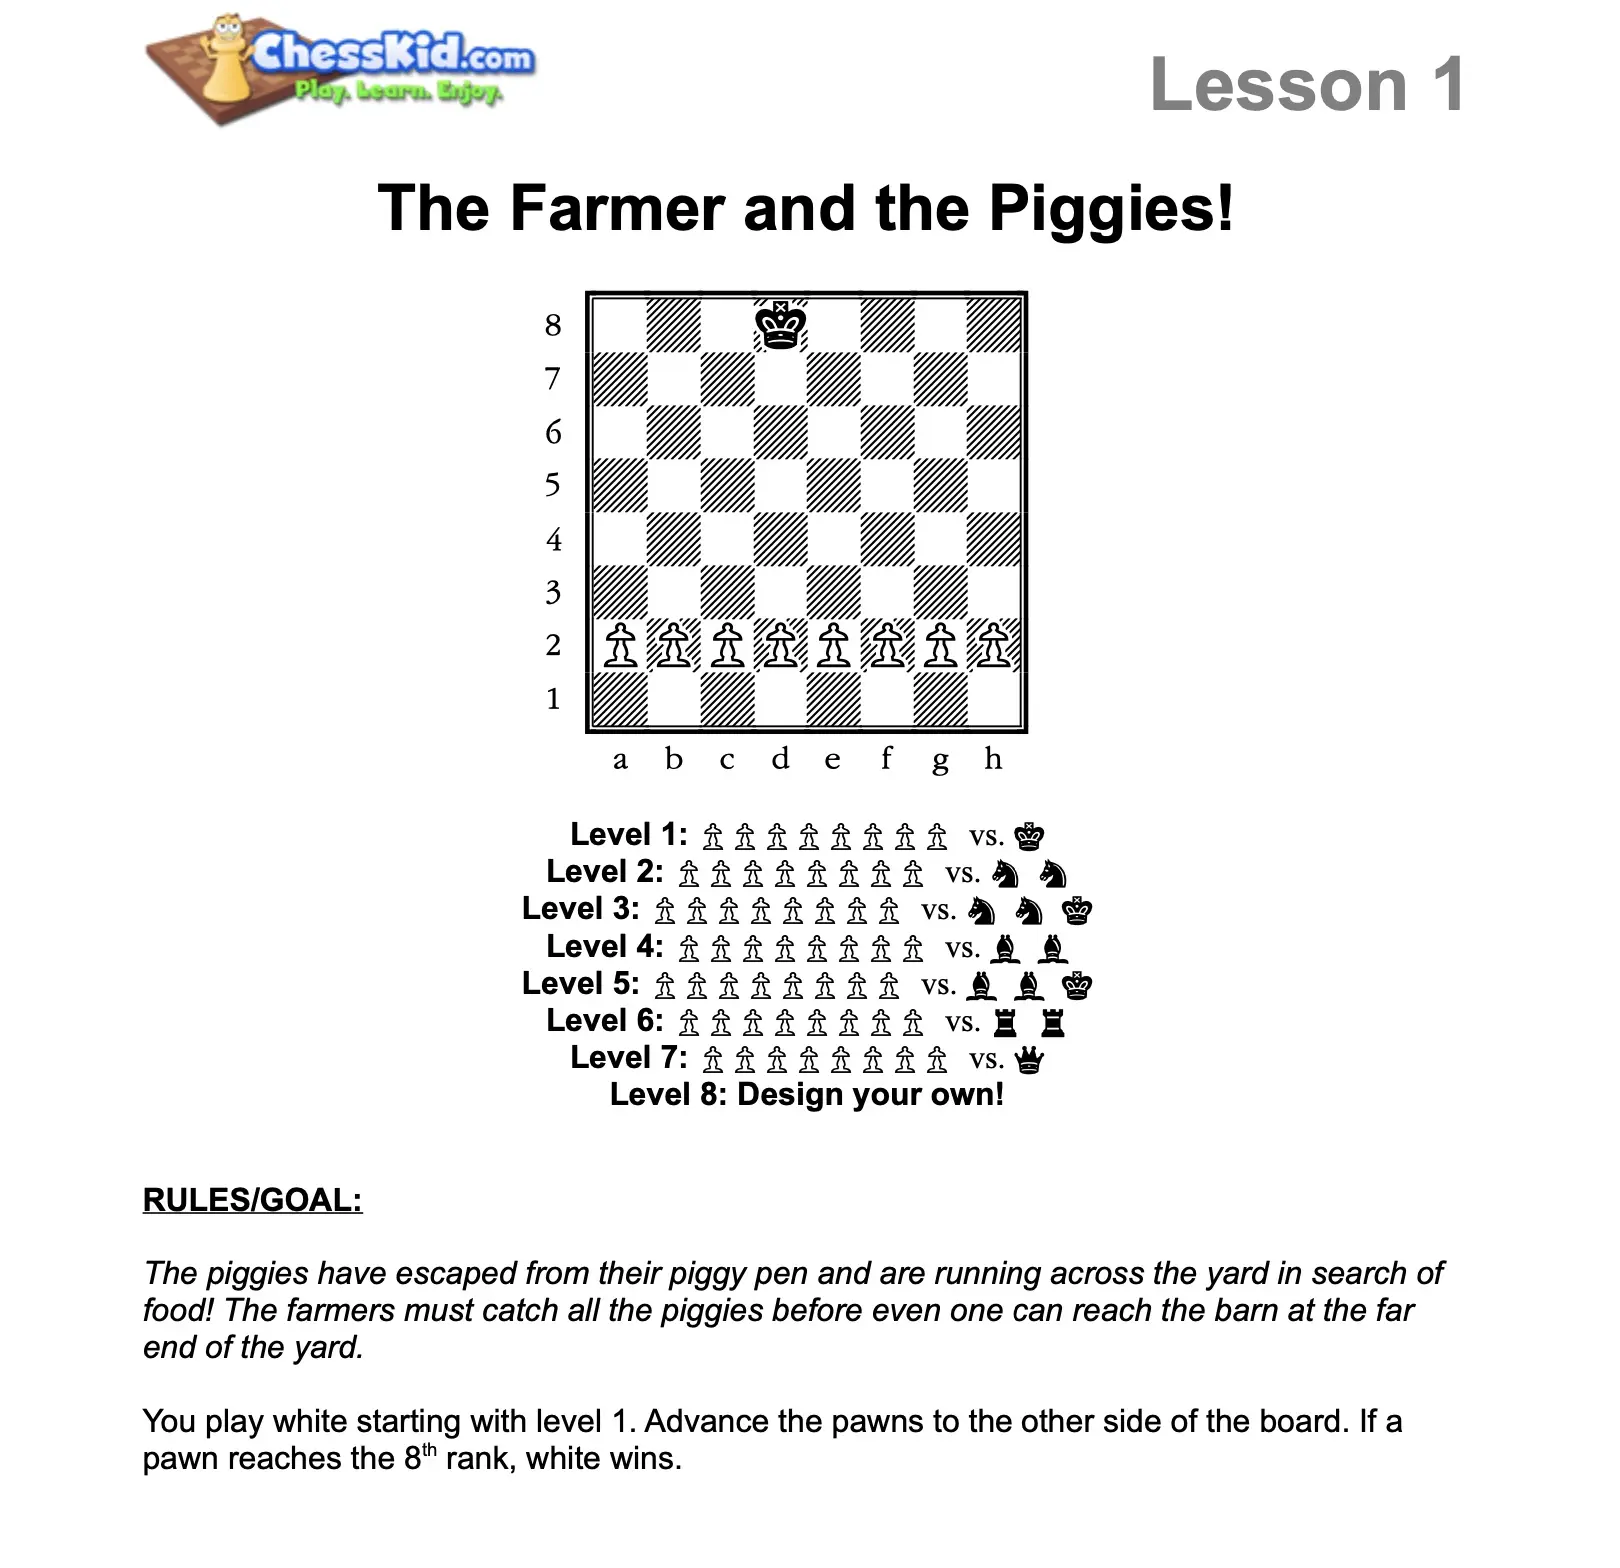 ChessKid.com
Play. Learn. Enjoy.
Lesson 1
The Farmer and the Piggies!
8
7
6
5
4
3
2
1
a b c d e f g h
Level 1: ♙♙♙♙♙♙♙♙ vs. ♚
Level 2: ♙♙♙♙♙♙♙♙ vs. ♞ ♞
Level 3: ♙♙♙♙♙♙♙♙ vs. ♞ ♞ ♚
Level 4: ♙♙♙♙♙♙♙♙ vs. ♝ ♝
Level 5: ♙♙♙♙♙♙♙♙ vs. ♝ ♝ ♚
Level 6: ♙♙♙♙♙♙♙♙ vs. ♜ ♜
Level 7: ♙♙♙♙♙♙♙♙ vs. ♛
Level 8: Design your own!
RULES/GOAL:
The piggies have escaped from their piggy pen and are running across the yard in search of
food! The farmers must catch all the piggies before even one can reach the barn at the far
end of the yard.
You play white starting with level 1. Advance the pawns to the other side of the board. If a
pawn reaches the 8th rank, white wins.